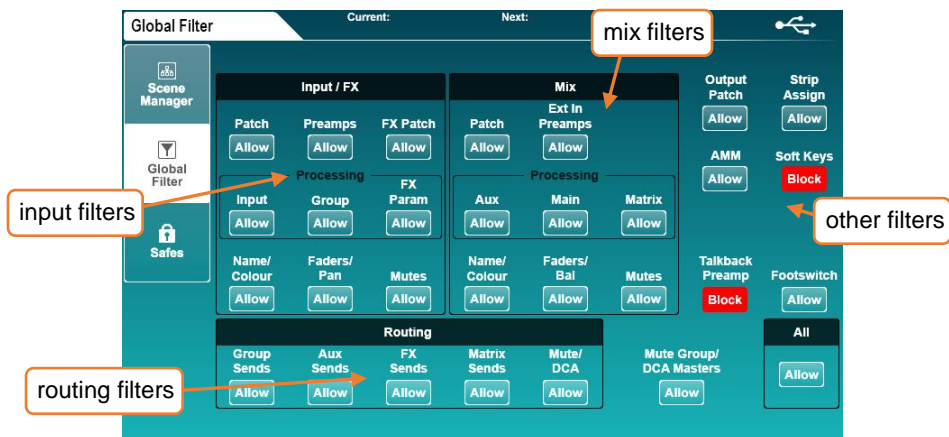 Global Filter
Current:
Next:
mix filters
Scene
Manager
Global
Filter
Safes
input filters
Input / FX
Patch
Preamps
FX Patch
Allow
Allow
Allow
Processing
Input
Group
FX
Param
Allow
Allow
Allow
Name/
Colour
Faders/
Pan
Mutes
Allow
Allow
Allow
Mix
Patch
Ext In
Preamps
Allow
Allow
Processing
Aux
Main
Matrix
Allow
Allow
Allow
Name/
Colour
Faders/
Bal
Mutes
Allow
Allow
Allow
Output
Patch
Allow
Strip
Assign
Allow
AMM
Allow
Soft Keys
Block
other filters
Talkback
Preamp
Block
Footswitch
Allow
routing filters
Routing
Group
Sends
Aux
Sends
FX
Sends
Matrix
Sends
Mute/
DCA
Allow
Allow
Allow
Allow
Allow
Mute Group/
DCA Masters
Allow
All
Allow